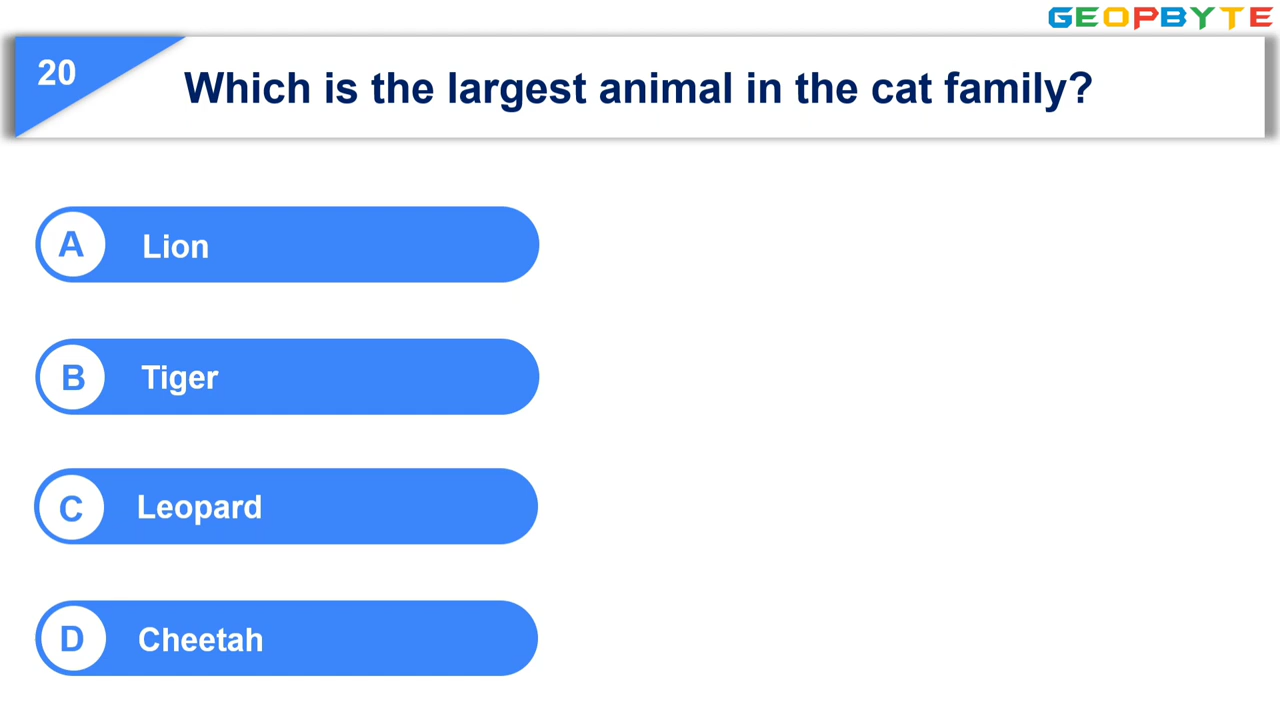 GEOPBYTE
20
Which is the largest animal in the cat family?
A Lion
B Tiger
C Leopard
D Cheetah